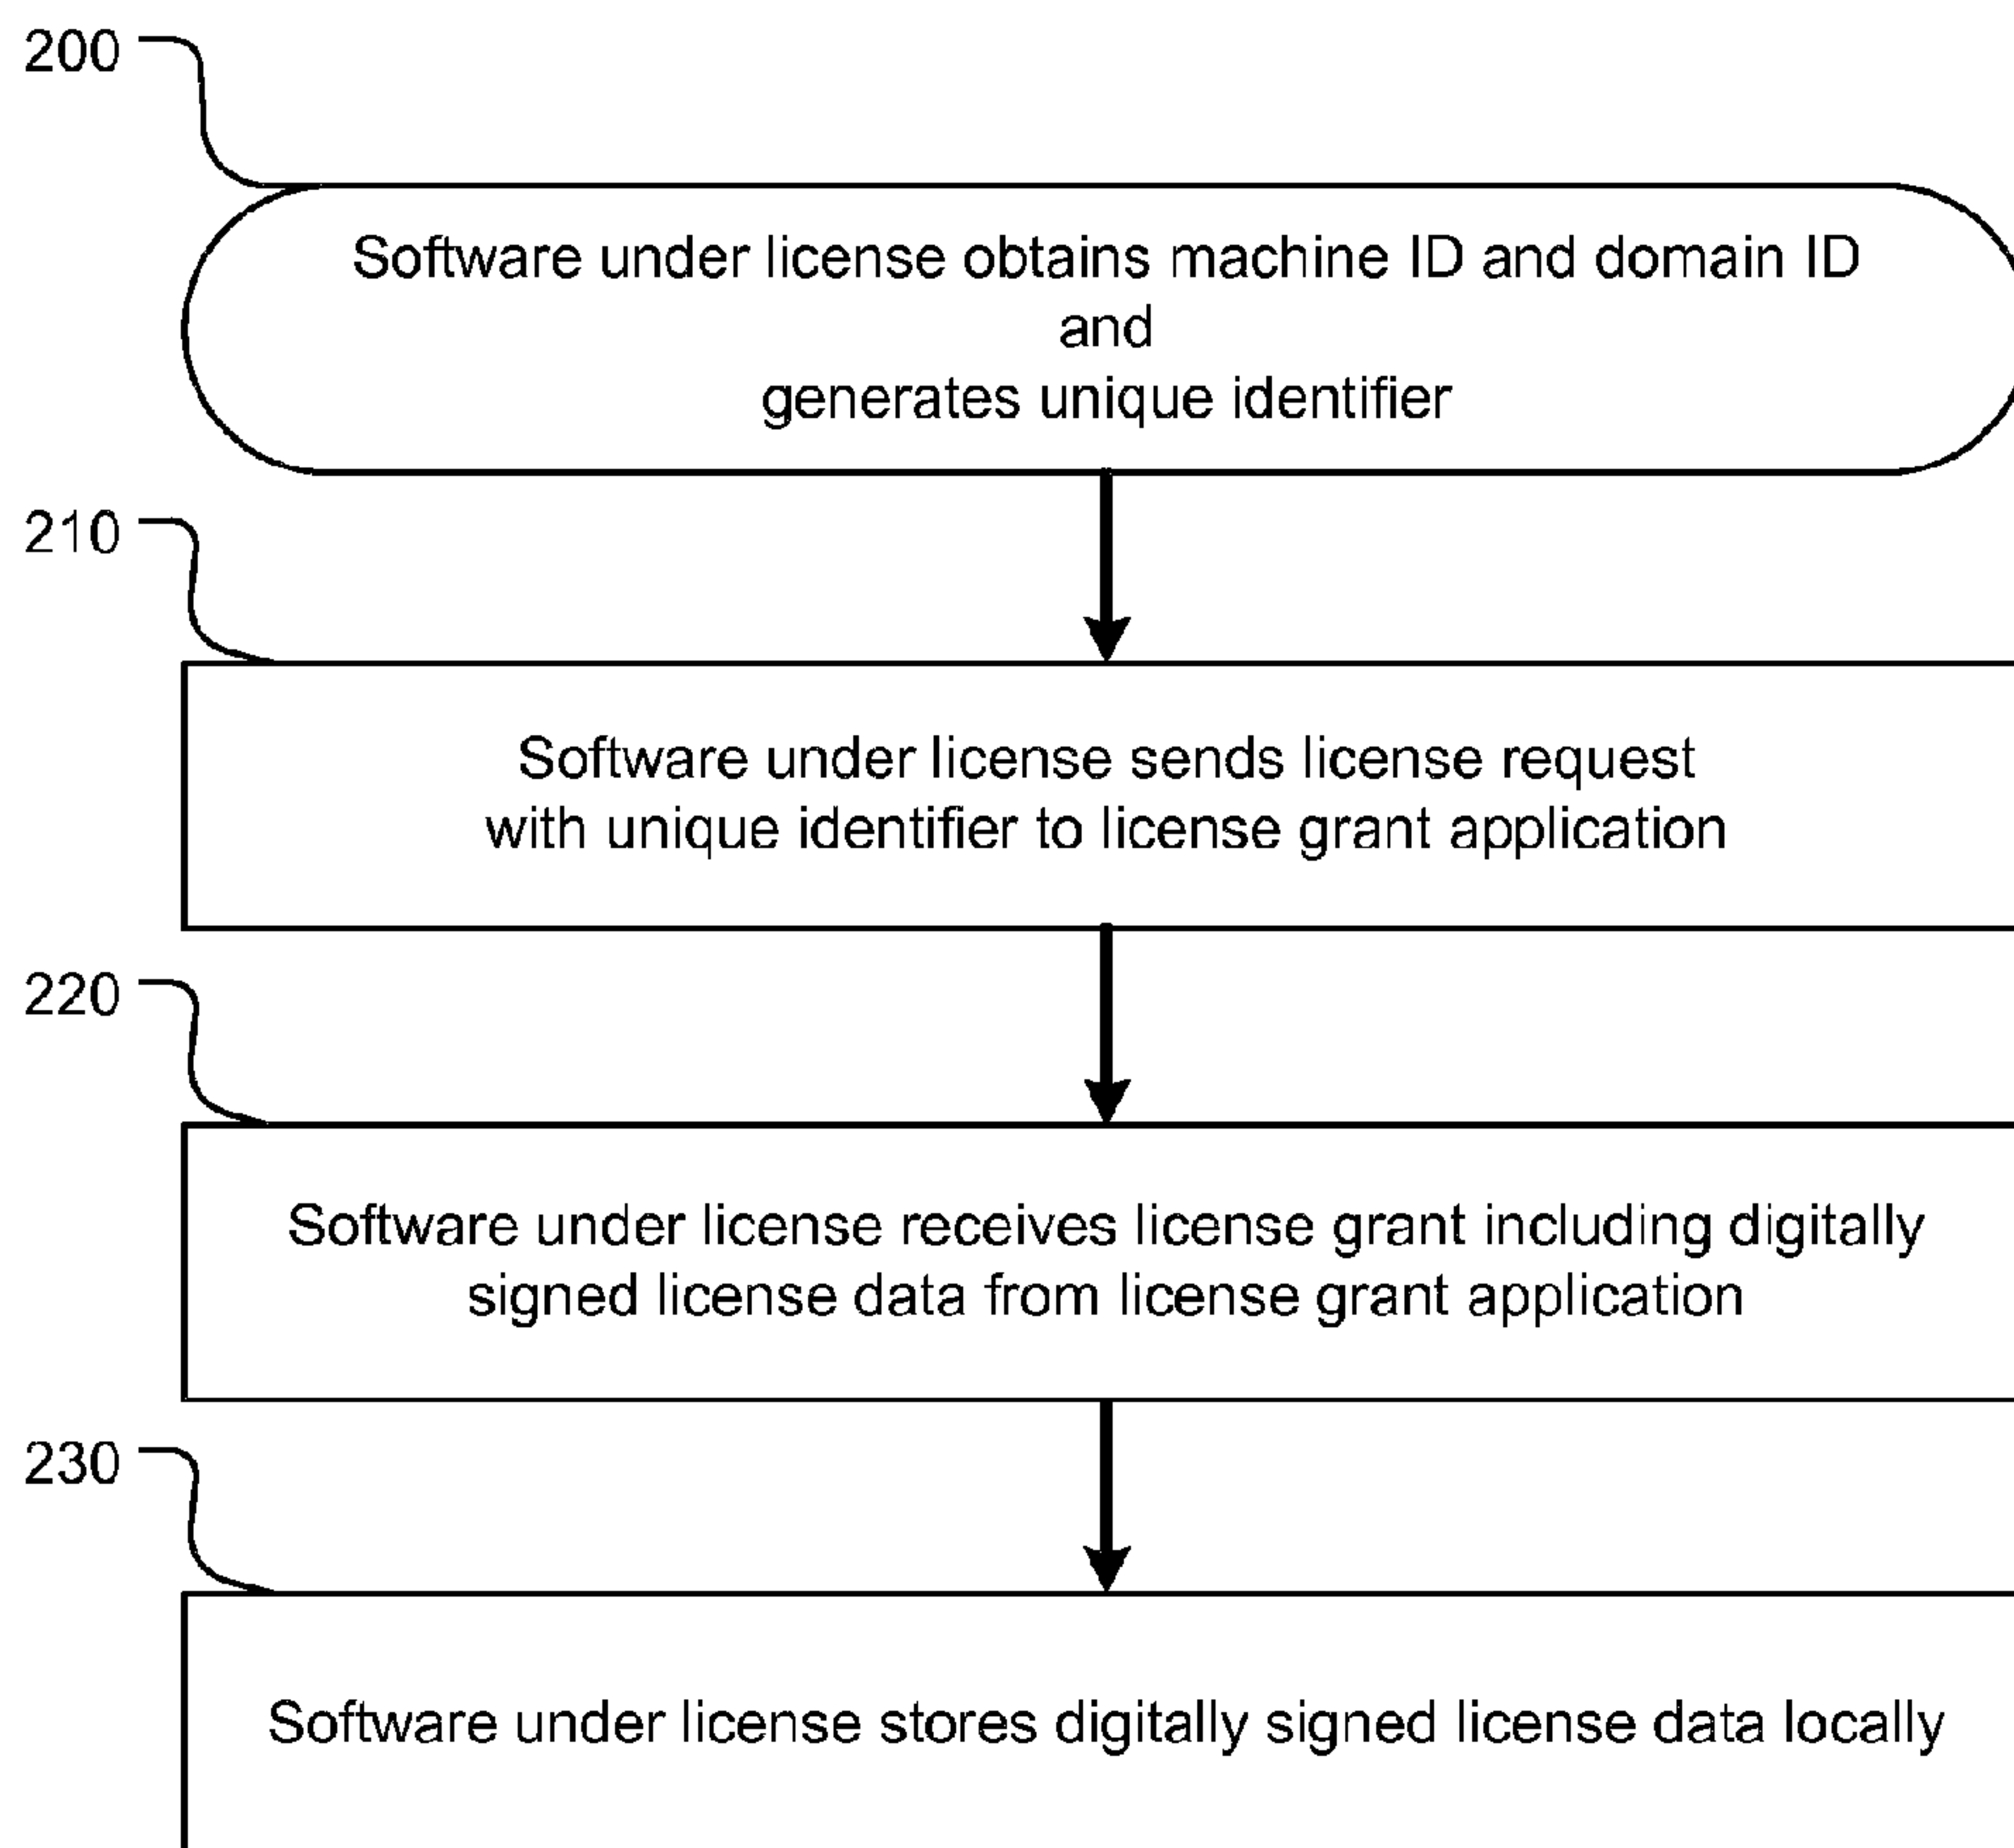 200
Software under license obtains machine ID and domain ID
and
generates unique identifier
210
Software under license sends license request
with unique identifier to license grant application
220
Software under license receives license grant including digitally
signed license data from license grant application
230
Software under license stores digitally signed license data locally